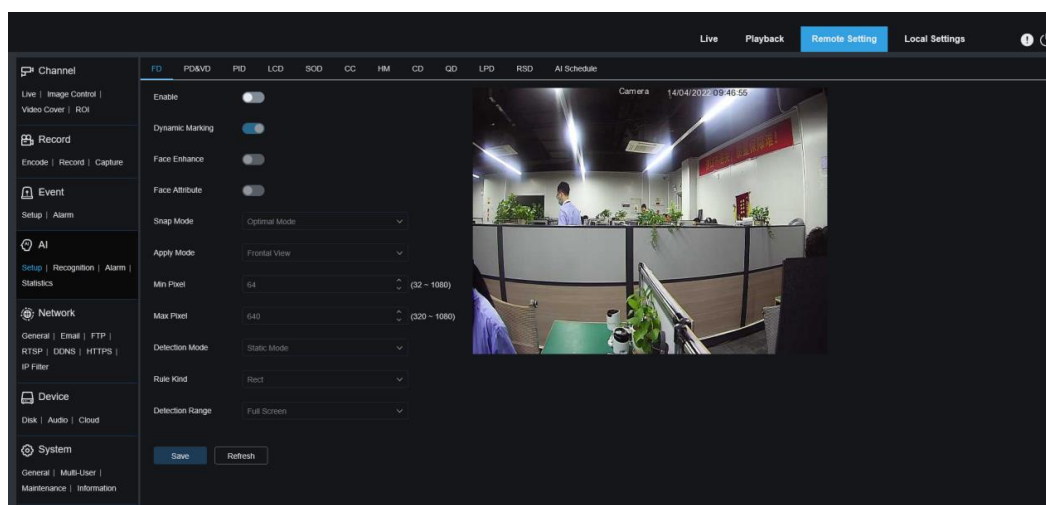 Live Playback Remote Setting Local Settings
Channel
Live | Image Control |
Video Cover | ROI
Record
Encode | Record | Capture
Event
Setup | Alarm
AI
Setup | Recognition | Alarm |
Statistics
Network
General | Email | FTP |
RTSP | DDNS | HTTPS |
IP Filter
Device
Disk | Audio | Cloud
System
General | Multi-User |
Maintenance | Information
FD PD&VD PID LCD SOD CC HM CD QD LPD RSD AI Schedule
Enable
Dynamic Marking
Face Enhance
Face Attribute
Snap Mode Optimal Mode
Apply Mode Frontal View
Min Pixel 64 (32 ~ 1080)
Max Pixel 640 (320 ~ 1080)
Detection Mode Static Mode
Rule Kind Rect
Detection Range Full Screen
Save Refresh
Camera 14/04/2022 09:46:55